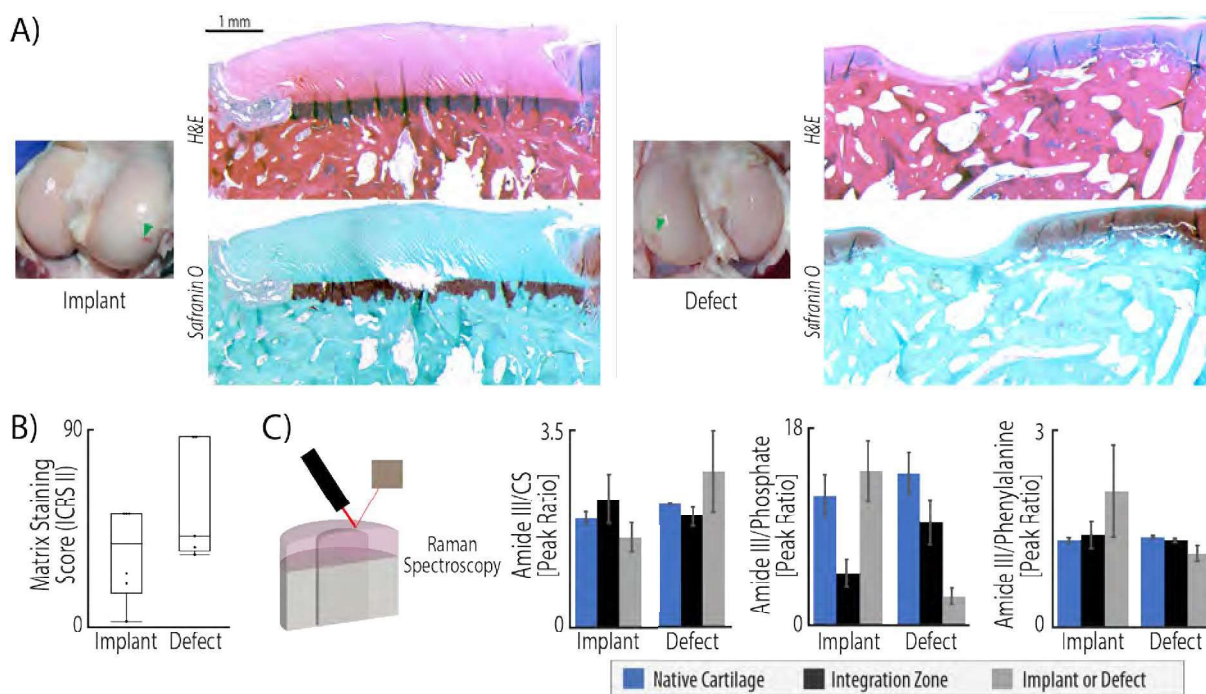 A)
1 mm
H&E
Safranin O
Implant
H&E
Safranin O
Defect
B)
90
0
Matrix Staining
Score (ICRS II)
Implant
Defect
C)
Raman
Spectroscopy
3.5
0
Amide III/CS
[Peak Ratio]
Implant
Defect
18
0
Amide III/Phosphate
[Peak Ratio]
Implant
Defect
3
0
Amide III/Phenylalanine
[Peak Ratio]
Implant
Defect
Native Cartilage
Integration Zone
Implant or Defect